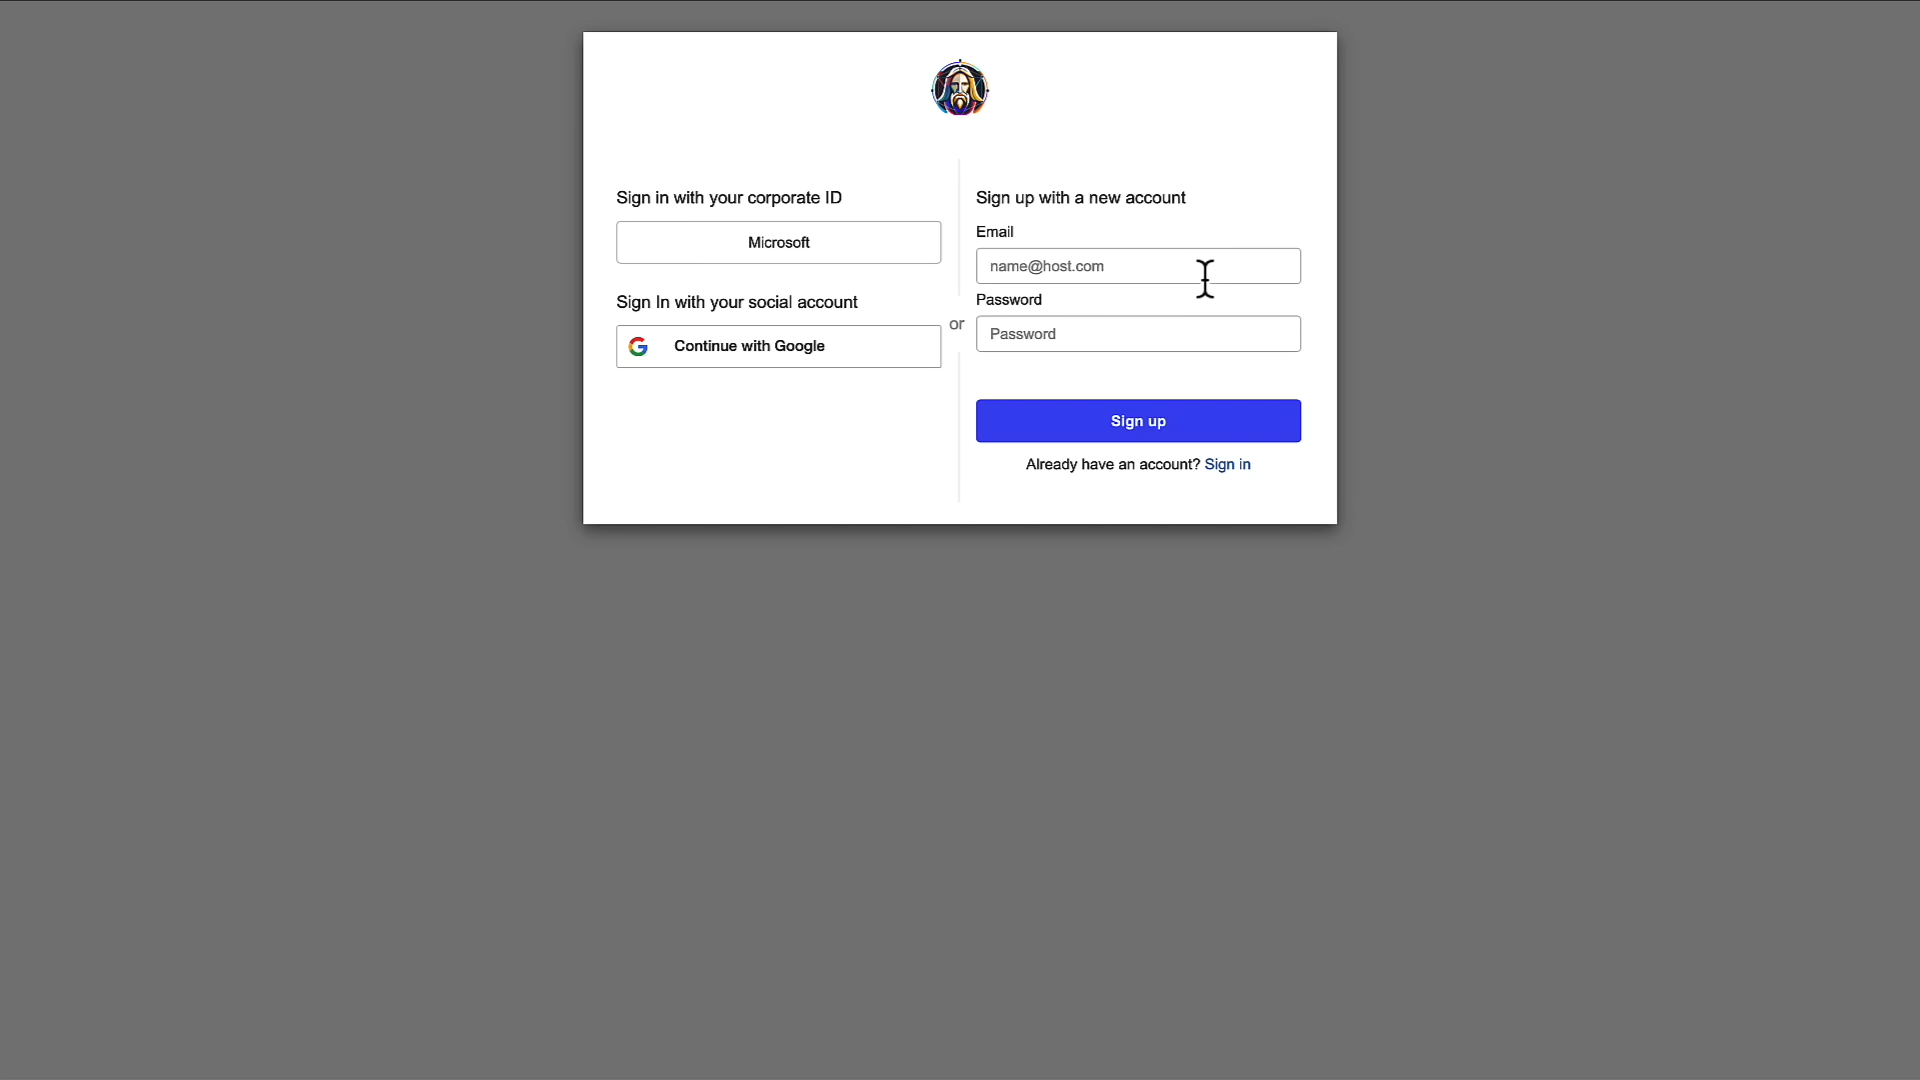 Sign in with your corporate ID
Microsoft
Sign In with your social account
Continue with Google
or
Sign up with a new account
Email
name@host.com
Password
Password
Sign up
Already have an account? Sign in